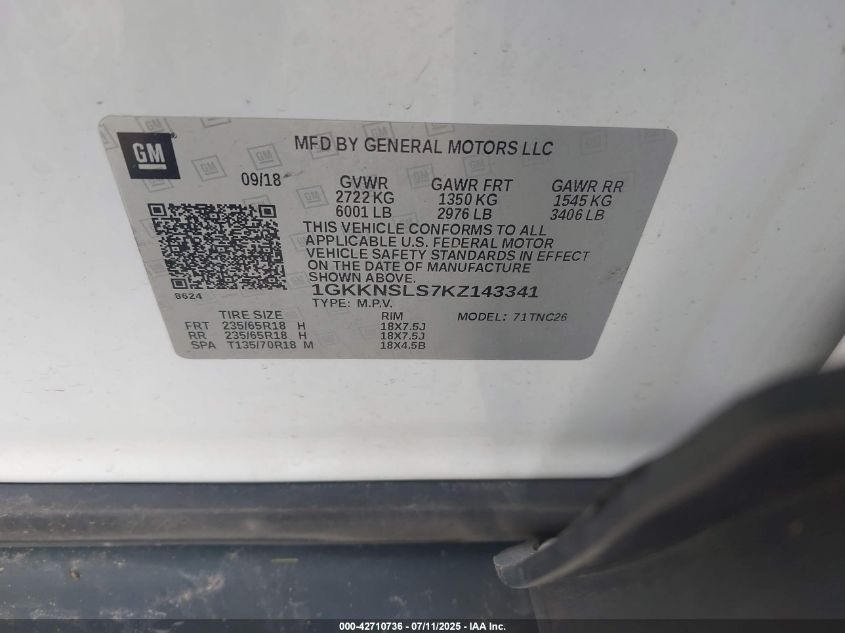 GM
MFD BY GENERAL MOTORS LLC
09/18
GVWR GAWR FRT GAWR RR
2722 KG 1350 KG 1545 KG
6001 LB 2976 LB 3406 LB
THIS VEHICLE CONFORMS TO ALL
APPLICABLE U.S. FEDERAL MOTOR
VEHICLE SAFETY STANDARDS IN EFFECT
ON THE DATE OF MANUFACTURE
SHOWN ABOVE.
8624
1GKKNSLS7KZ143341
TYPE: M.P.V. MODEL: 71TNC26
TIRE SIZE RIM
FRT 235/65R18 H 18X7.5J
RR 235/65R18 H 18X7.5J
SPA T135/70R18 M 18X4.5B
000-42710736 - 07/11/2025 - IAA Inc.